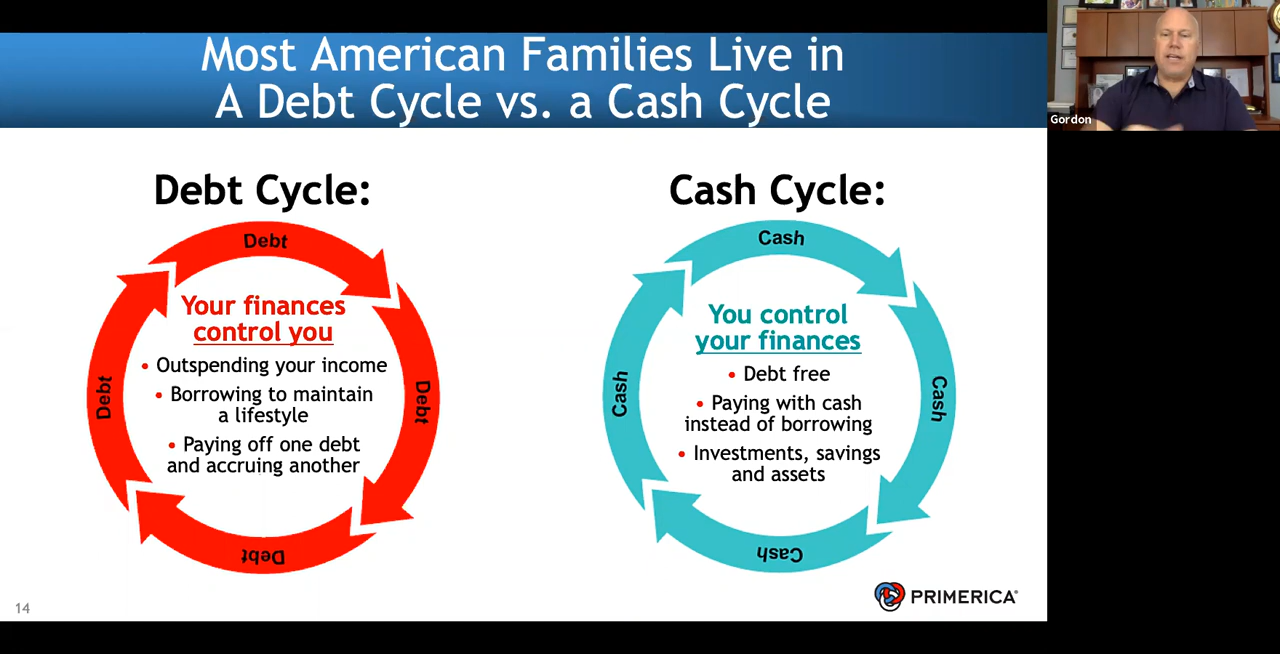 Most American Families Live in
A Debt Cycle vs. a Cash Cycle
Gordon
Debt Cycle:
Debt
Debt
Debt
Debt
Your finances
control you
• Outspending your income
• Borrowing to maintain
a lifestyle
• Paying off one debt
and accruing another
Cash Cycle:
Cash
Cash
Cash
Cash
You control
your finances
• Debt free
• Paying with cash
instead of borrowing
• Investments, savings
and assets
14
PRIMERICA®